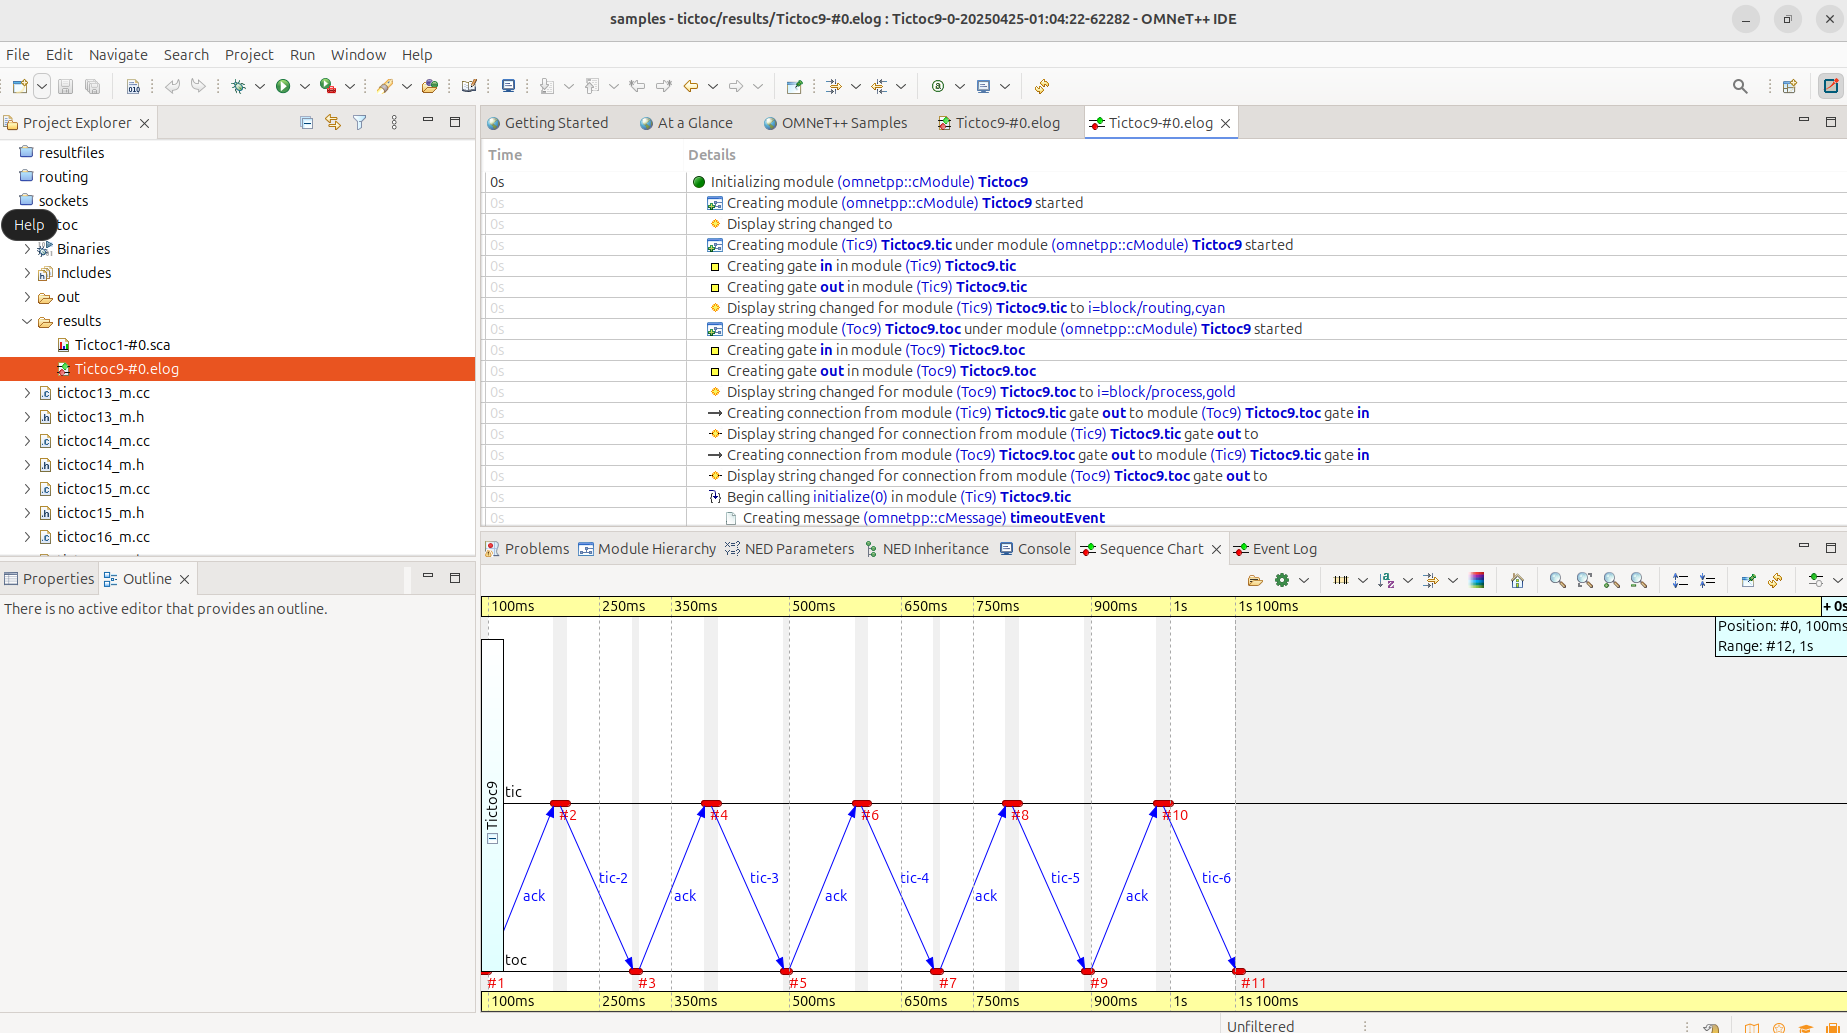 samples - tictoc/results/Tictoc9-#0.elog : Tictoc9-0-20250425-01:04:22-62282 - OMNeT++ IDE
File Edit Navigate Search Project Run Window Help
Project Explorer
resultfiles
routing
sockets
Help
toc
Binaries
Includes
out
results
Tictoc1-#0.sca
Tictoc9-#0.elog
tictoc13_m.cc
tictoc13_m.h
tictoc14_m.cc
tictoc14_m.h
tictoc15_m.cc
tictoc15_m.h
tictoc16_m.cc
Properties Outline
There is no active editor that provides an outline.
Getting Started At a Glance OMNeT++ Samples Tictoc9-#0.elog Tictoc9-#0.elog
Time Details
0s Initializing module (omnetpp::cModule) Tictoc9
0s Creating module (omnetpp::cModule) Tictoc9 started
0s Display string changed to
0s Creating module (Tic9) Tictoc9.tic under module (omnetpp::cModule) Tictoc9 started
0s Creating gate in in module (Tic9) Tictoc9.tic
0s Creating gate out in module (Tic9) Tictoc9.tic
0s Display string changed for module (Tic9) Tictoc9.tic to i=block/routing,cyan
0s Creating module (Toc9) Tictoc9.toc under module (omnetpp::cModule) Tictoc9 started
0s Creating gate in in module (Toc9) Tictoc9.toc
0s Creating gate out in module (Toc9) Tictoc9.toc
0s Display string changed for module (Toc9) Tictoc9.toc to i=block/process,gold
0s Creating connection from module (Tic9) Tictoc9.tic gate out to module (Toc9) Tictoc9.toc gate in
0s Display string changed for connection from module (Tic9) Tictoc9.tic gate out to
0s Creating connection from module (Toc9) Tictoc9.toc gate out to module (Tic9) Tictoc9.tic gate in
0s Display string changed for connection from module (Toc9) Tictoc9.toc gate out to
0s Begin calling initialize(0) in module (Tic9) Tictoc9.tic
0s Creating message (omnetpp::cMessage) timeoutEvent
Problems Module Hierarchy NED Parameters NED Inheritance Console Sequence Chart Event Log
100ms 250ms 350ms 500ms 650ms 750ms 900ms 1s 1s 100ms + 0s
Position: #0, 100ms
Range: #12, 1s
Tictoc9
tic
#2 #4 #6 #8 #10
tic-2 tic-3 tic-4 tic-5 tic-6
ack ack ack ack ack
toc
#1 #3 #5 #7 #9 #11
100ms 250ms 350ms 500ms 650ms 750ms 900ms 1s 1s 100ms
Unfiltered